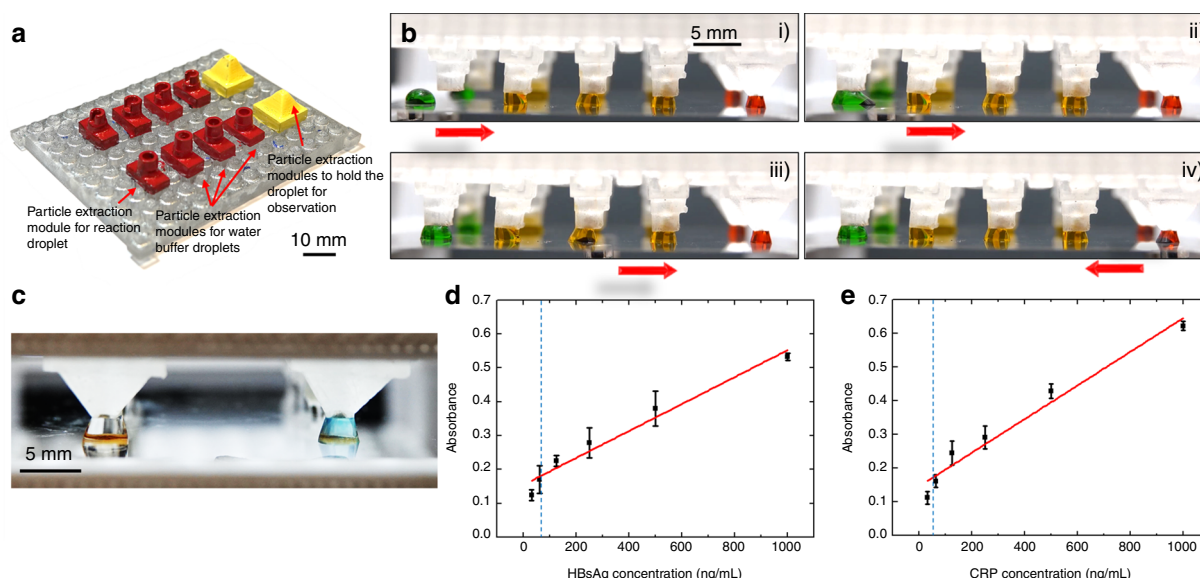 a
Particle extraction
module for reaction
droplet
Particle extraction
modules for water
buffer droplets
Particle extraction
modules to hold the
droplet for
observation
10 mm
b
i)
5 mm
ii)
iii)
iv)
c
5 mm
d
0.7
0.6
0.5
0.4
0.3
0.2
0.1
0.0
Absorbance
0 200 400 600 800 1000
HBsAg concentration (ng/mL)
e
0.7
0.6
0.5
0.4
0.3
0.2
0.1
0.0
Absorbance
0 200 400 600 800 1000
CRP concentration (ng/mL)